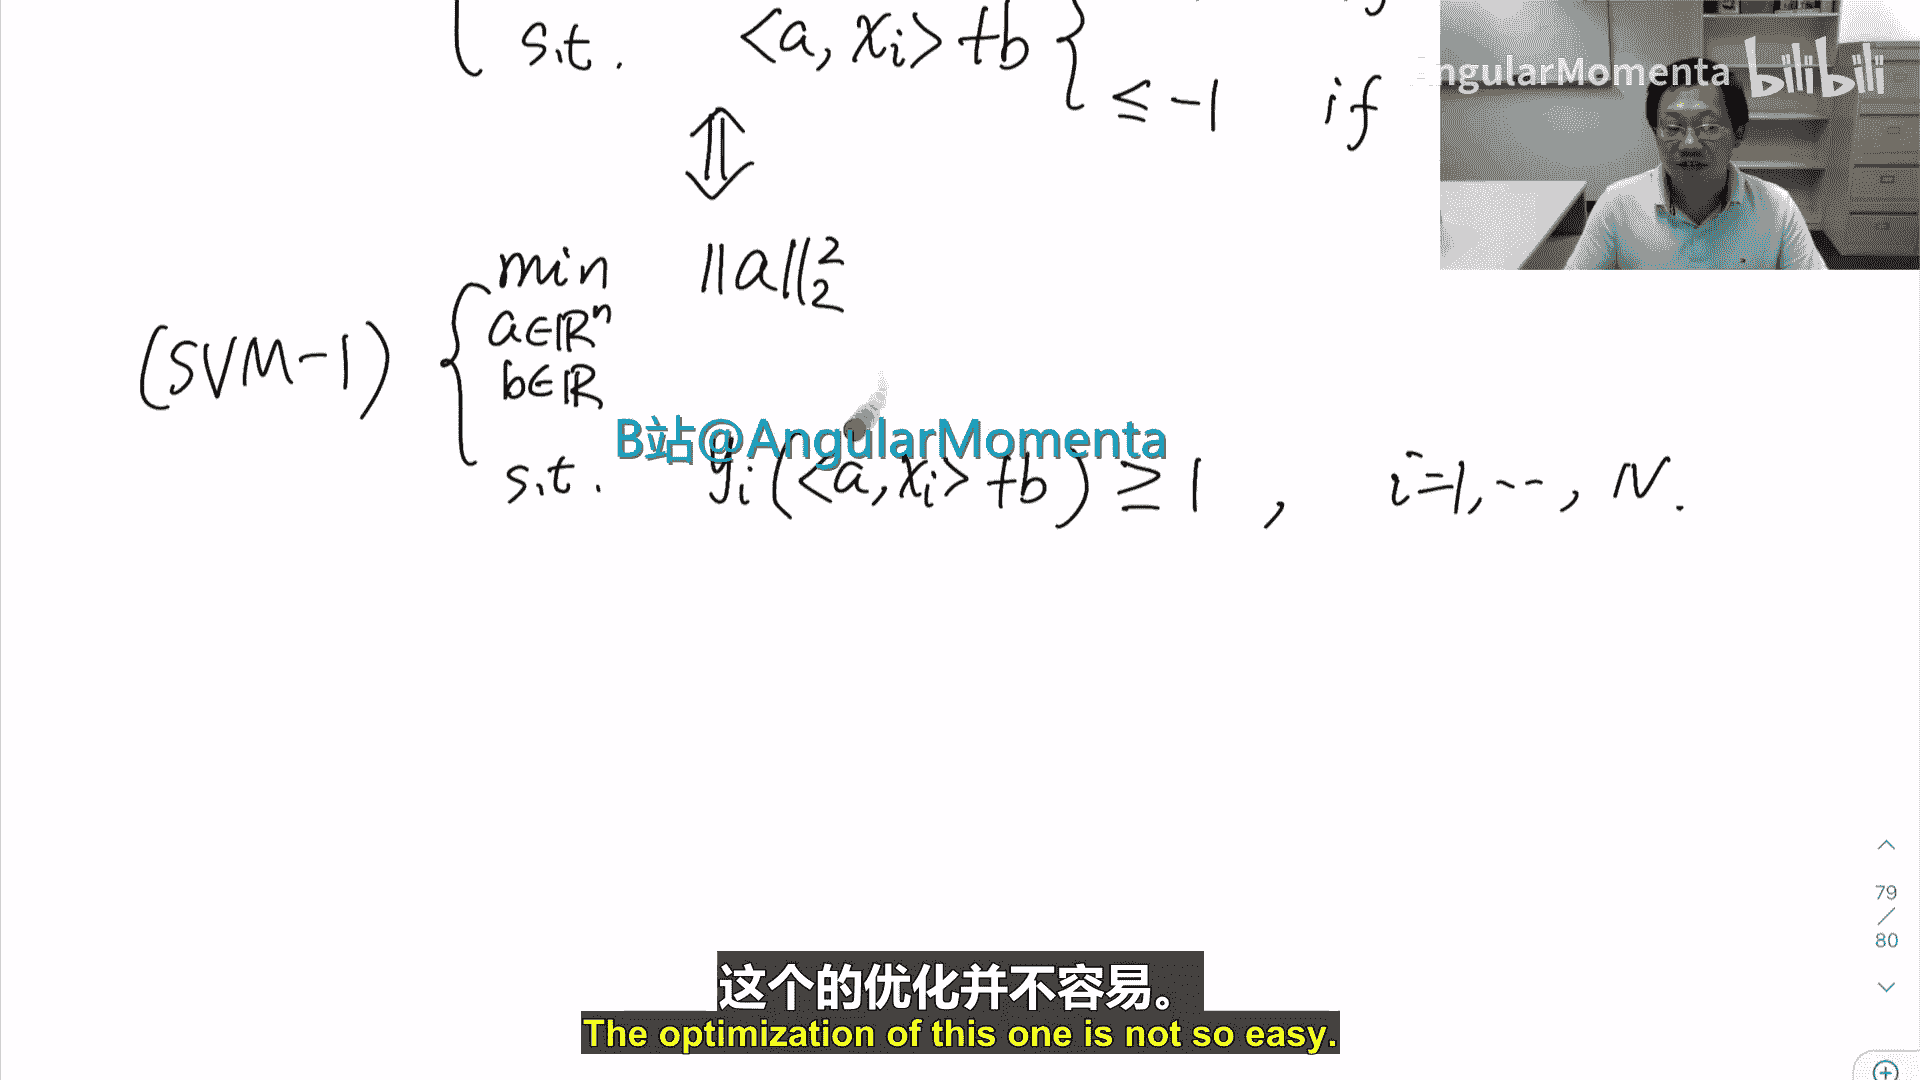 s.t. <a, xi> +b { ≤ -1 if
AngularMomenta bilibili
⇕
min ||a||₂²
a∈ℝⁿ
b∈ℝ
(SVM-1) {
B站@AngularMomenta
s.t. yi(<a, xi> +b) ≥ 1 , i=1,--, N.
79
/
80
这个的优化并不容易。
The optimization of this one is not so easy.